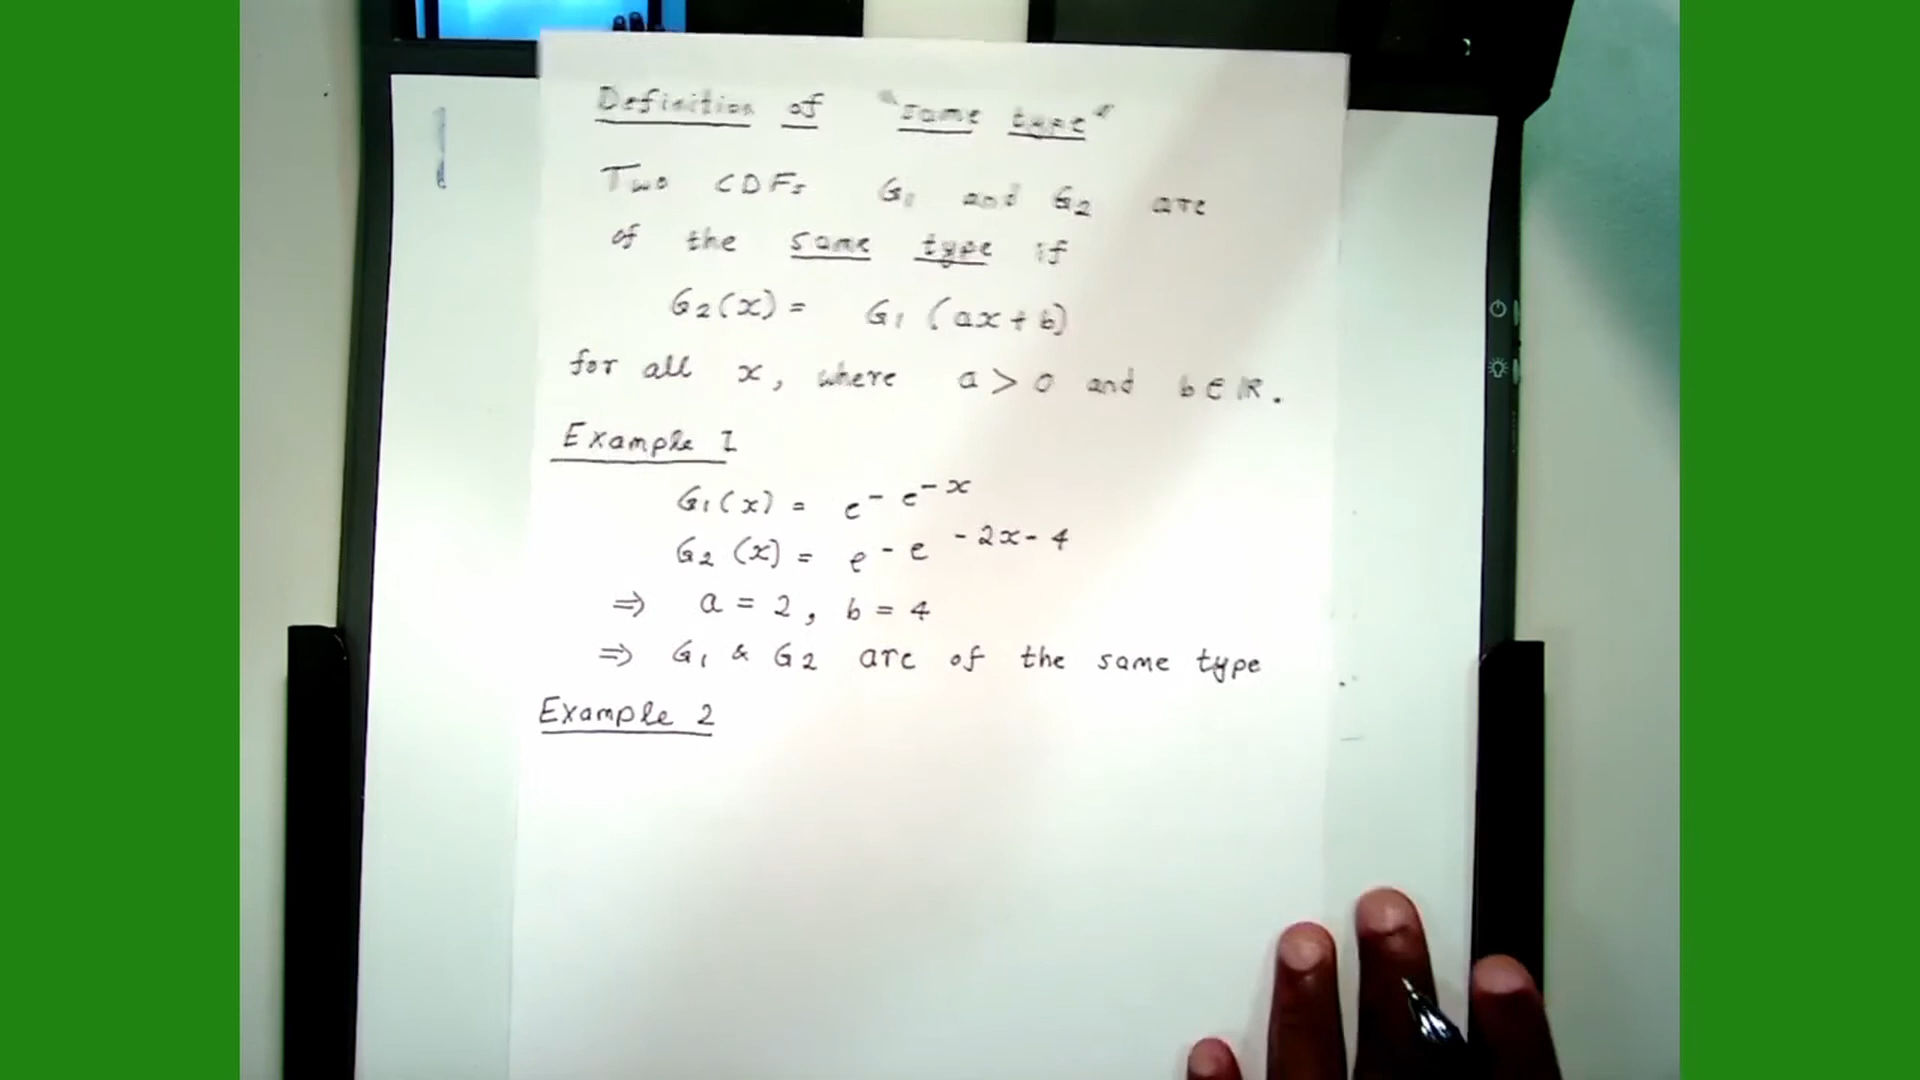 Definition of "same type"
Two CDFs G₁ and G₂ are
of the same type if
G₂(x) = G₁(ax+b)
for all x, where a > 0 and b ∈ ℝ.
Example 1
G₁(x) = e^{-e^{-x}}
G₂(x) = e^{-e^{-2x-4}}
⇒ a = 2, b = 4
⇒ G₁ & G₂ are of the same type
Example 2